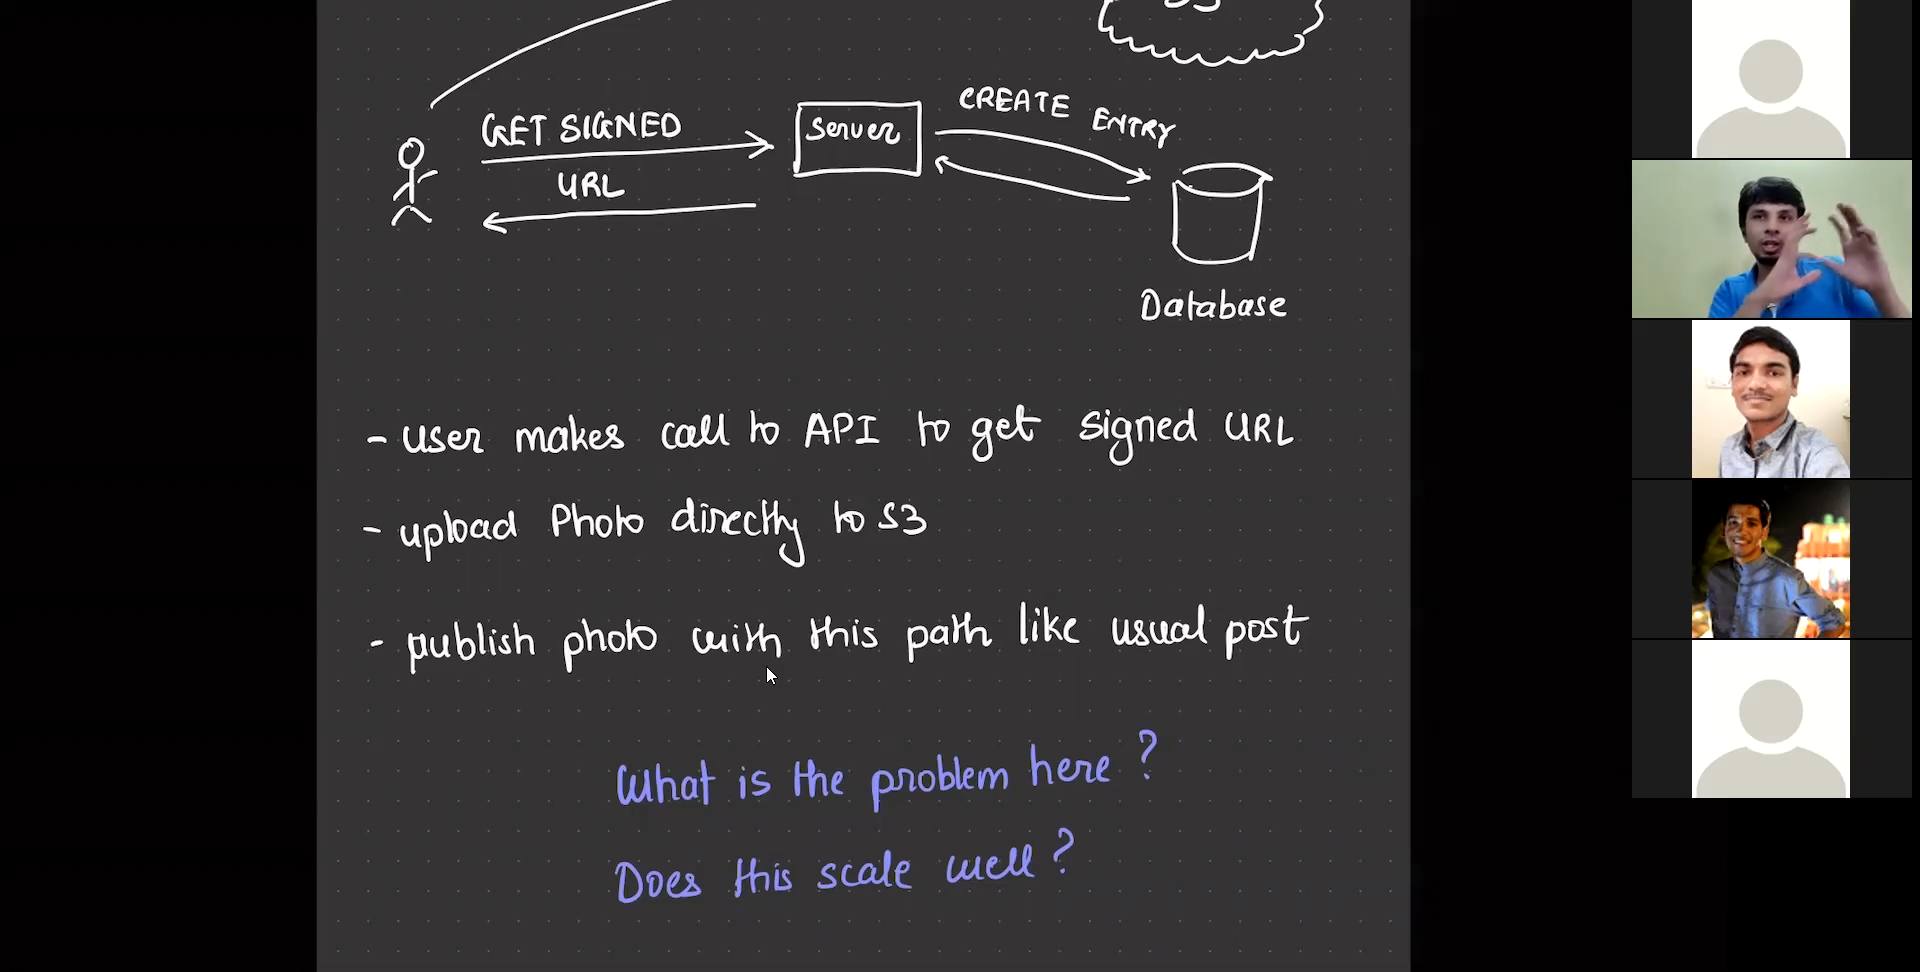 CREATE ENTRY
GET SIGNED
URL
Server
Database
- user makes call to API to get signed URL
- upload Photo directly to S3
- publish photo with this path like usual post
What is the problem here?
Does this scale well?